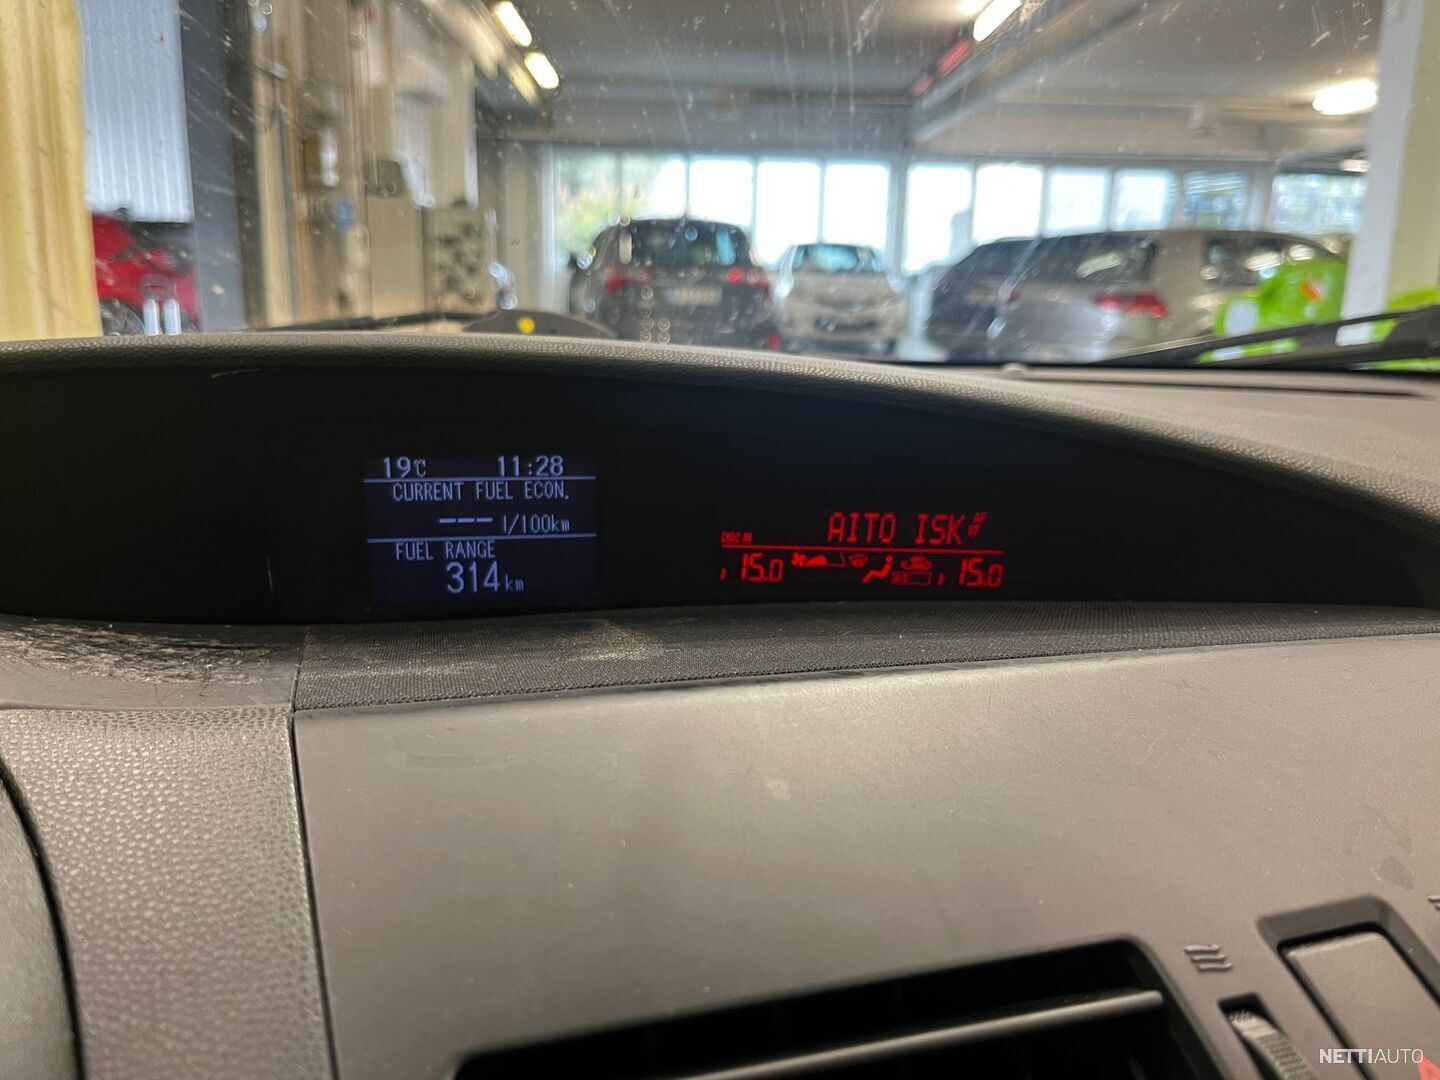 19°C 11:28
CURRENT FUEL ECON.
--- l/100km
FUEL RANGE
314 km
AITO ISK AF
DISC IN
15.0 A/C 15.0
NETTIAUTO